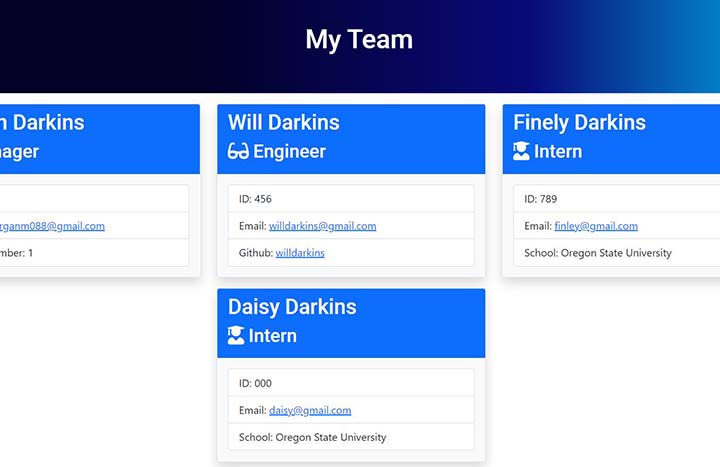 My Team
n Darkins
ager
rganm088@gmail.com
mber: 1
Will Darkins
Engineer
ID: 456
Email: willdarkins@gmail.com
Github: willdarkins
Finely Darkins
Intern
ID: 789
Email: finley@gmail.com
School: Oregon State University
Daisy Darkins
Intern
ID: 000
Email: daisy@gmail.com
School: Oregon State University